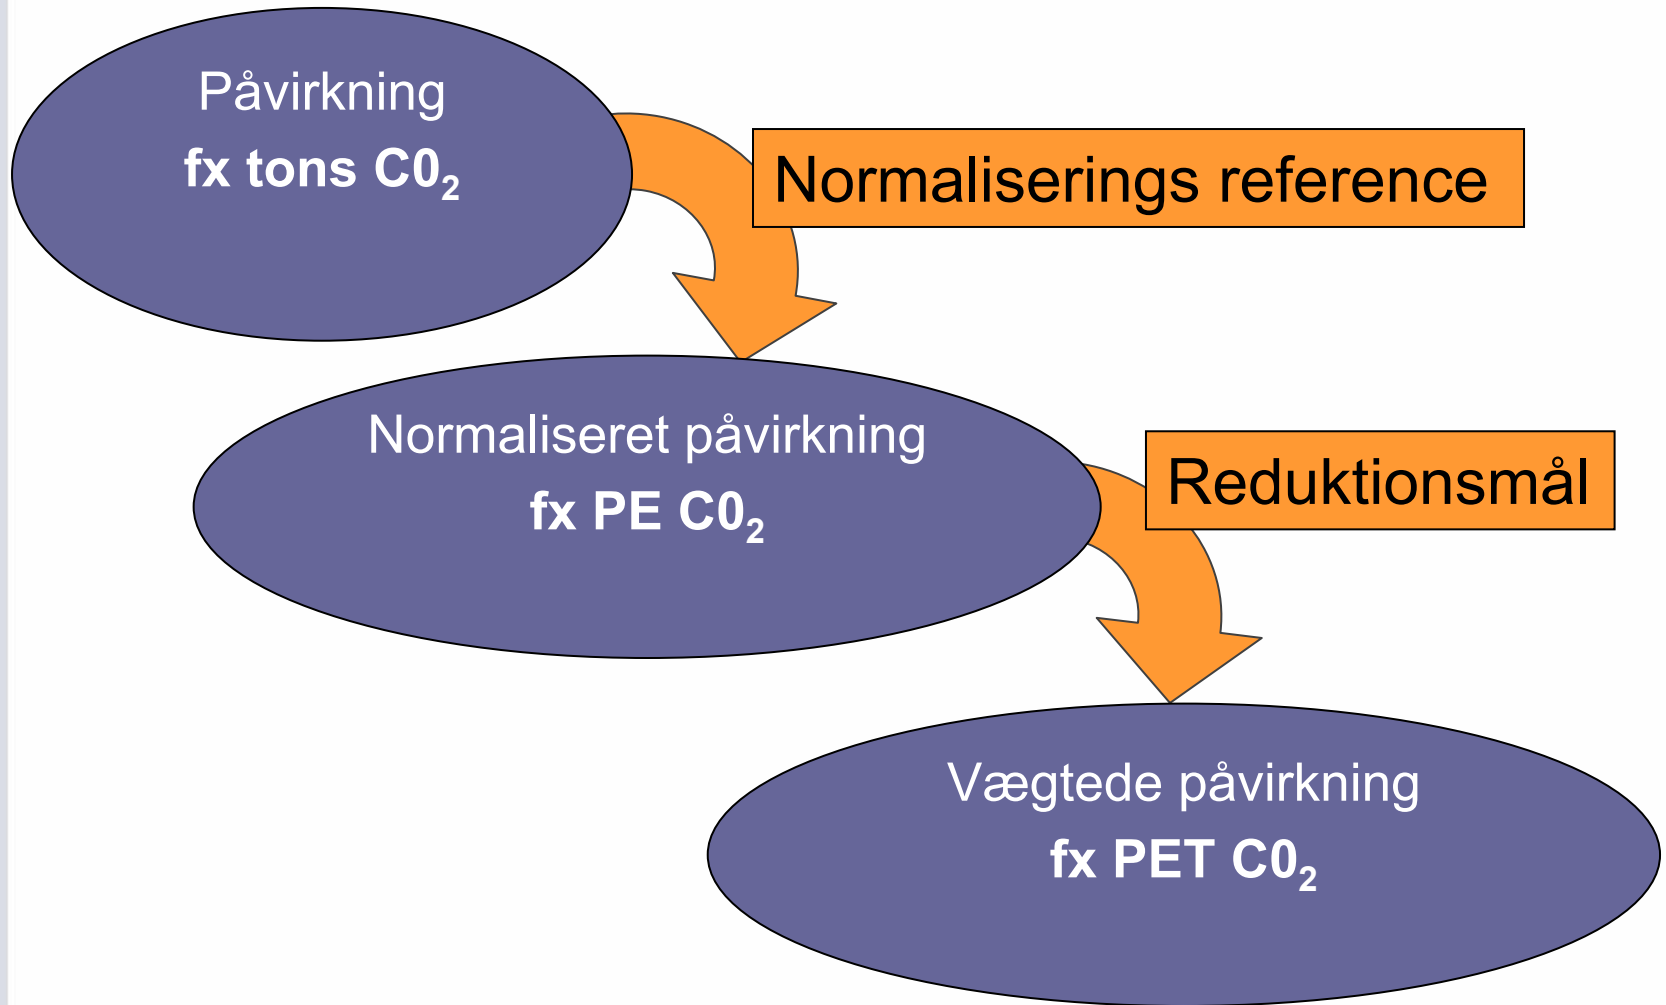 Påvirkning
fx tons C0₂
Normaliserings reference
Normaliseret påvirkning
fx PE C0₂
Reduktionsmål
Vægtede påvirkning
fx PET C0₂